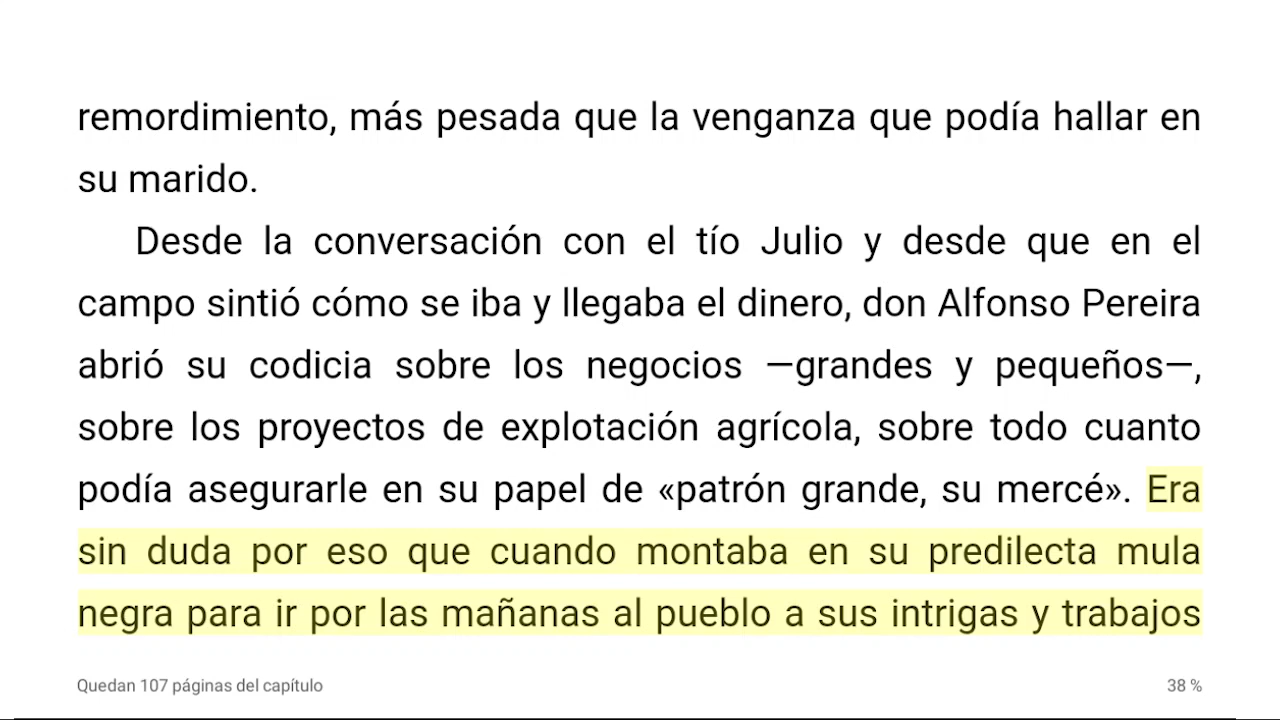 remordimiento, más pesada que la venganza que podía hallar en
su marido.
Desde la conversación con el tío Julio y desde que en el
campo sintió cómo se iba y llegaba el dinero, don Alfonso Pereira
abrió su codicia sobre los negocios —grandes y pequeños—,
sobre los proyectos de explotación agrícola, sobre todo cuanto
podía asegurarle en su papel de «patrón grande, su mercé». Era
sin duda por eso que cuando montaba en su predilecta mula
negra para ir por las mañanas al pueblo a sus intrigas y trabajos
Quedan 107 páginas del capítulo
38 %